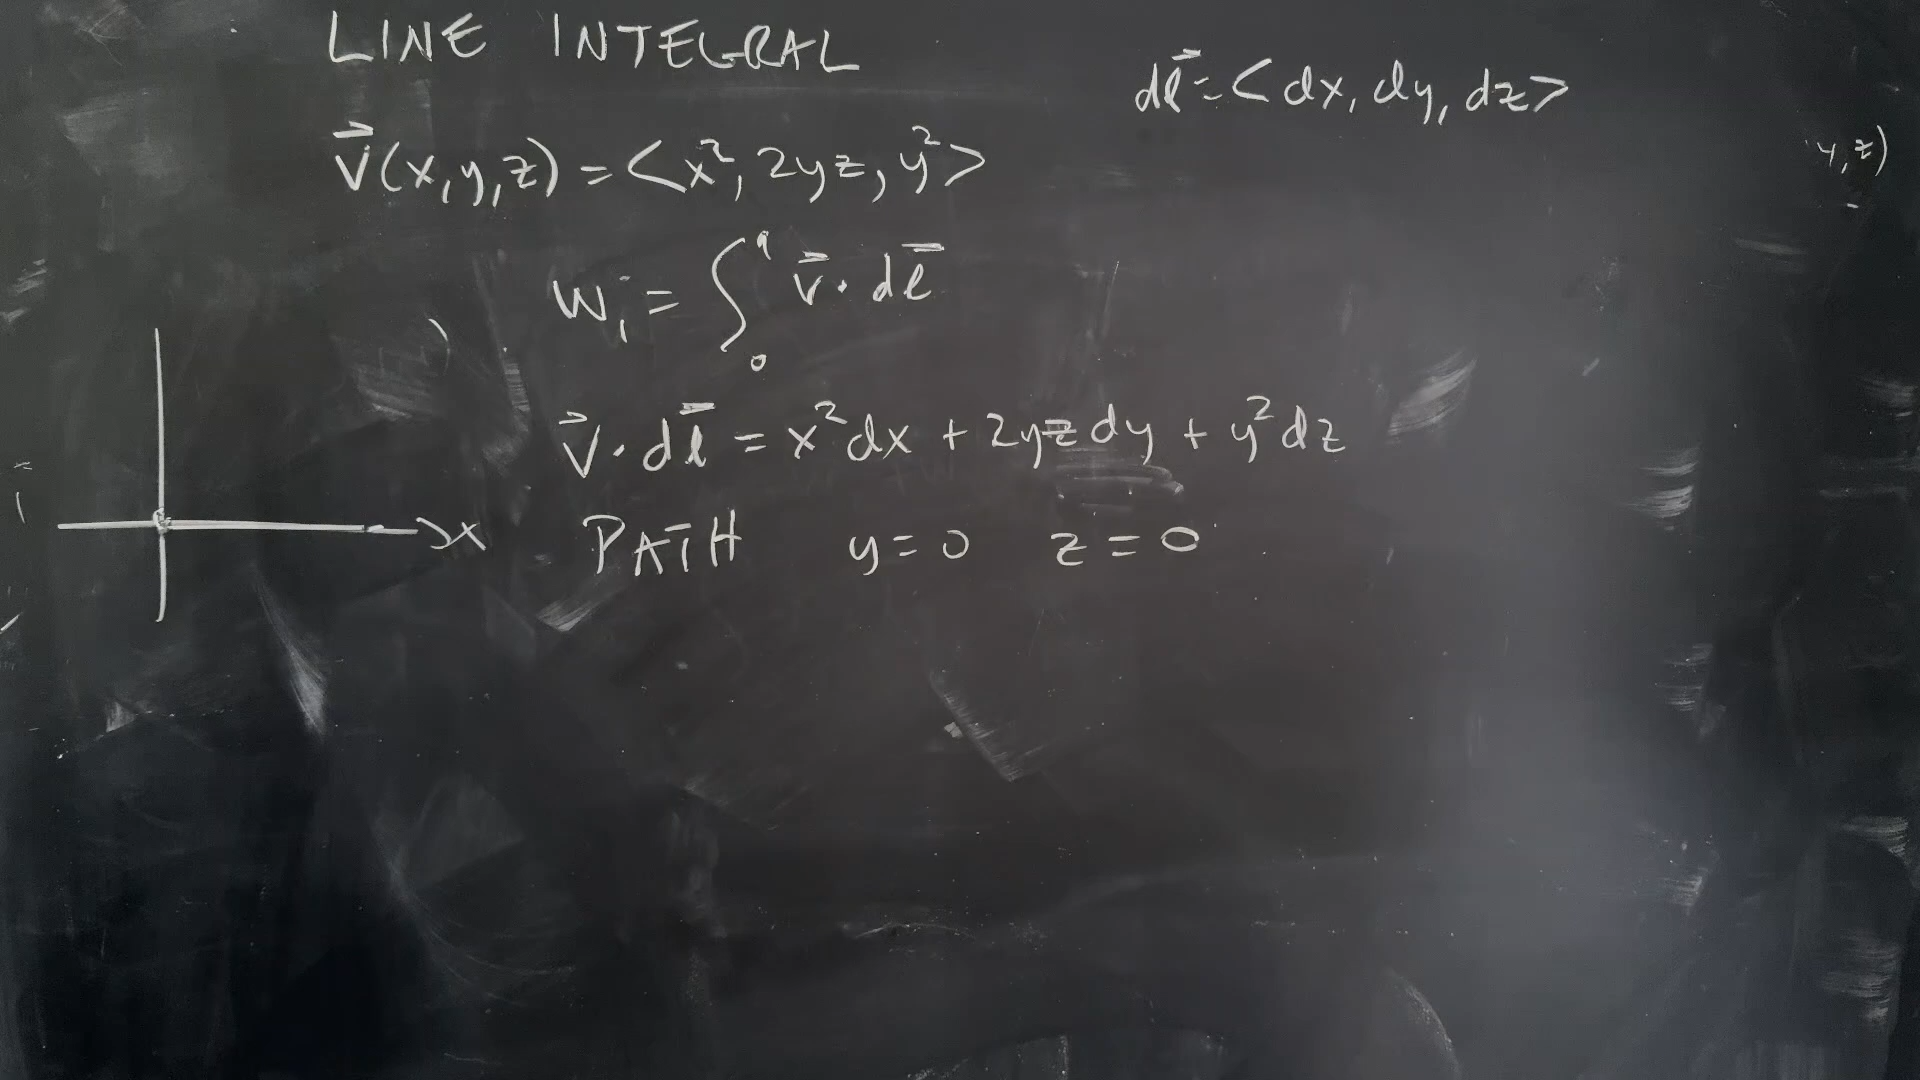 LINE INTEGRAL
dℓ⃗ = <dx, dy, dz>
v⃗(x,y,z) = <x², 2yz, y²>
y, z)
W₁ = ∫₀ v⃗ · dℓ̅
v⃗ · dℓ̅ = x²dx + 2yz dy + y²dz
x
PATH y = 0 z = 0